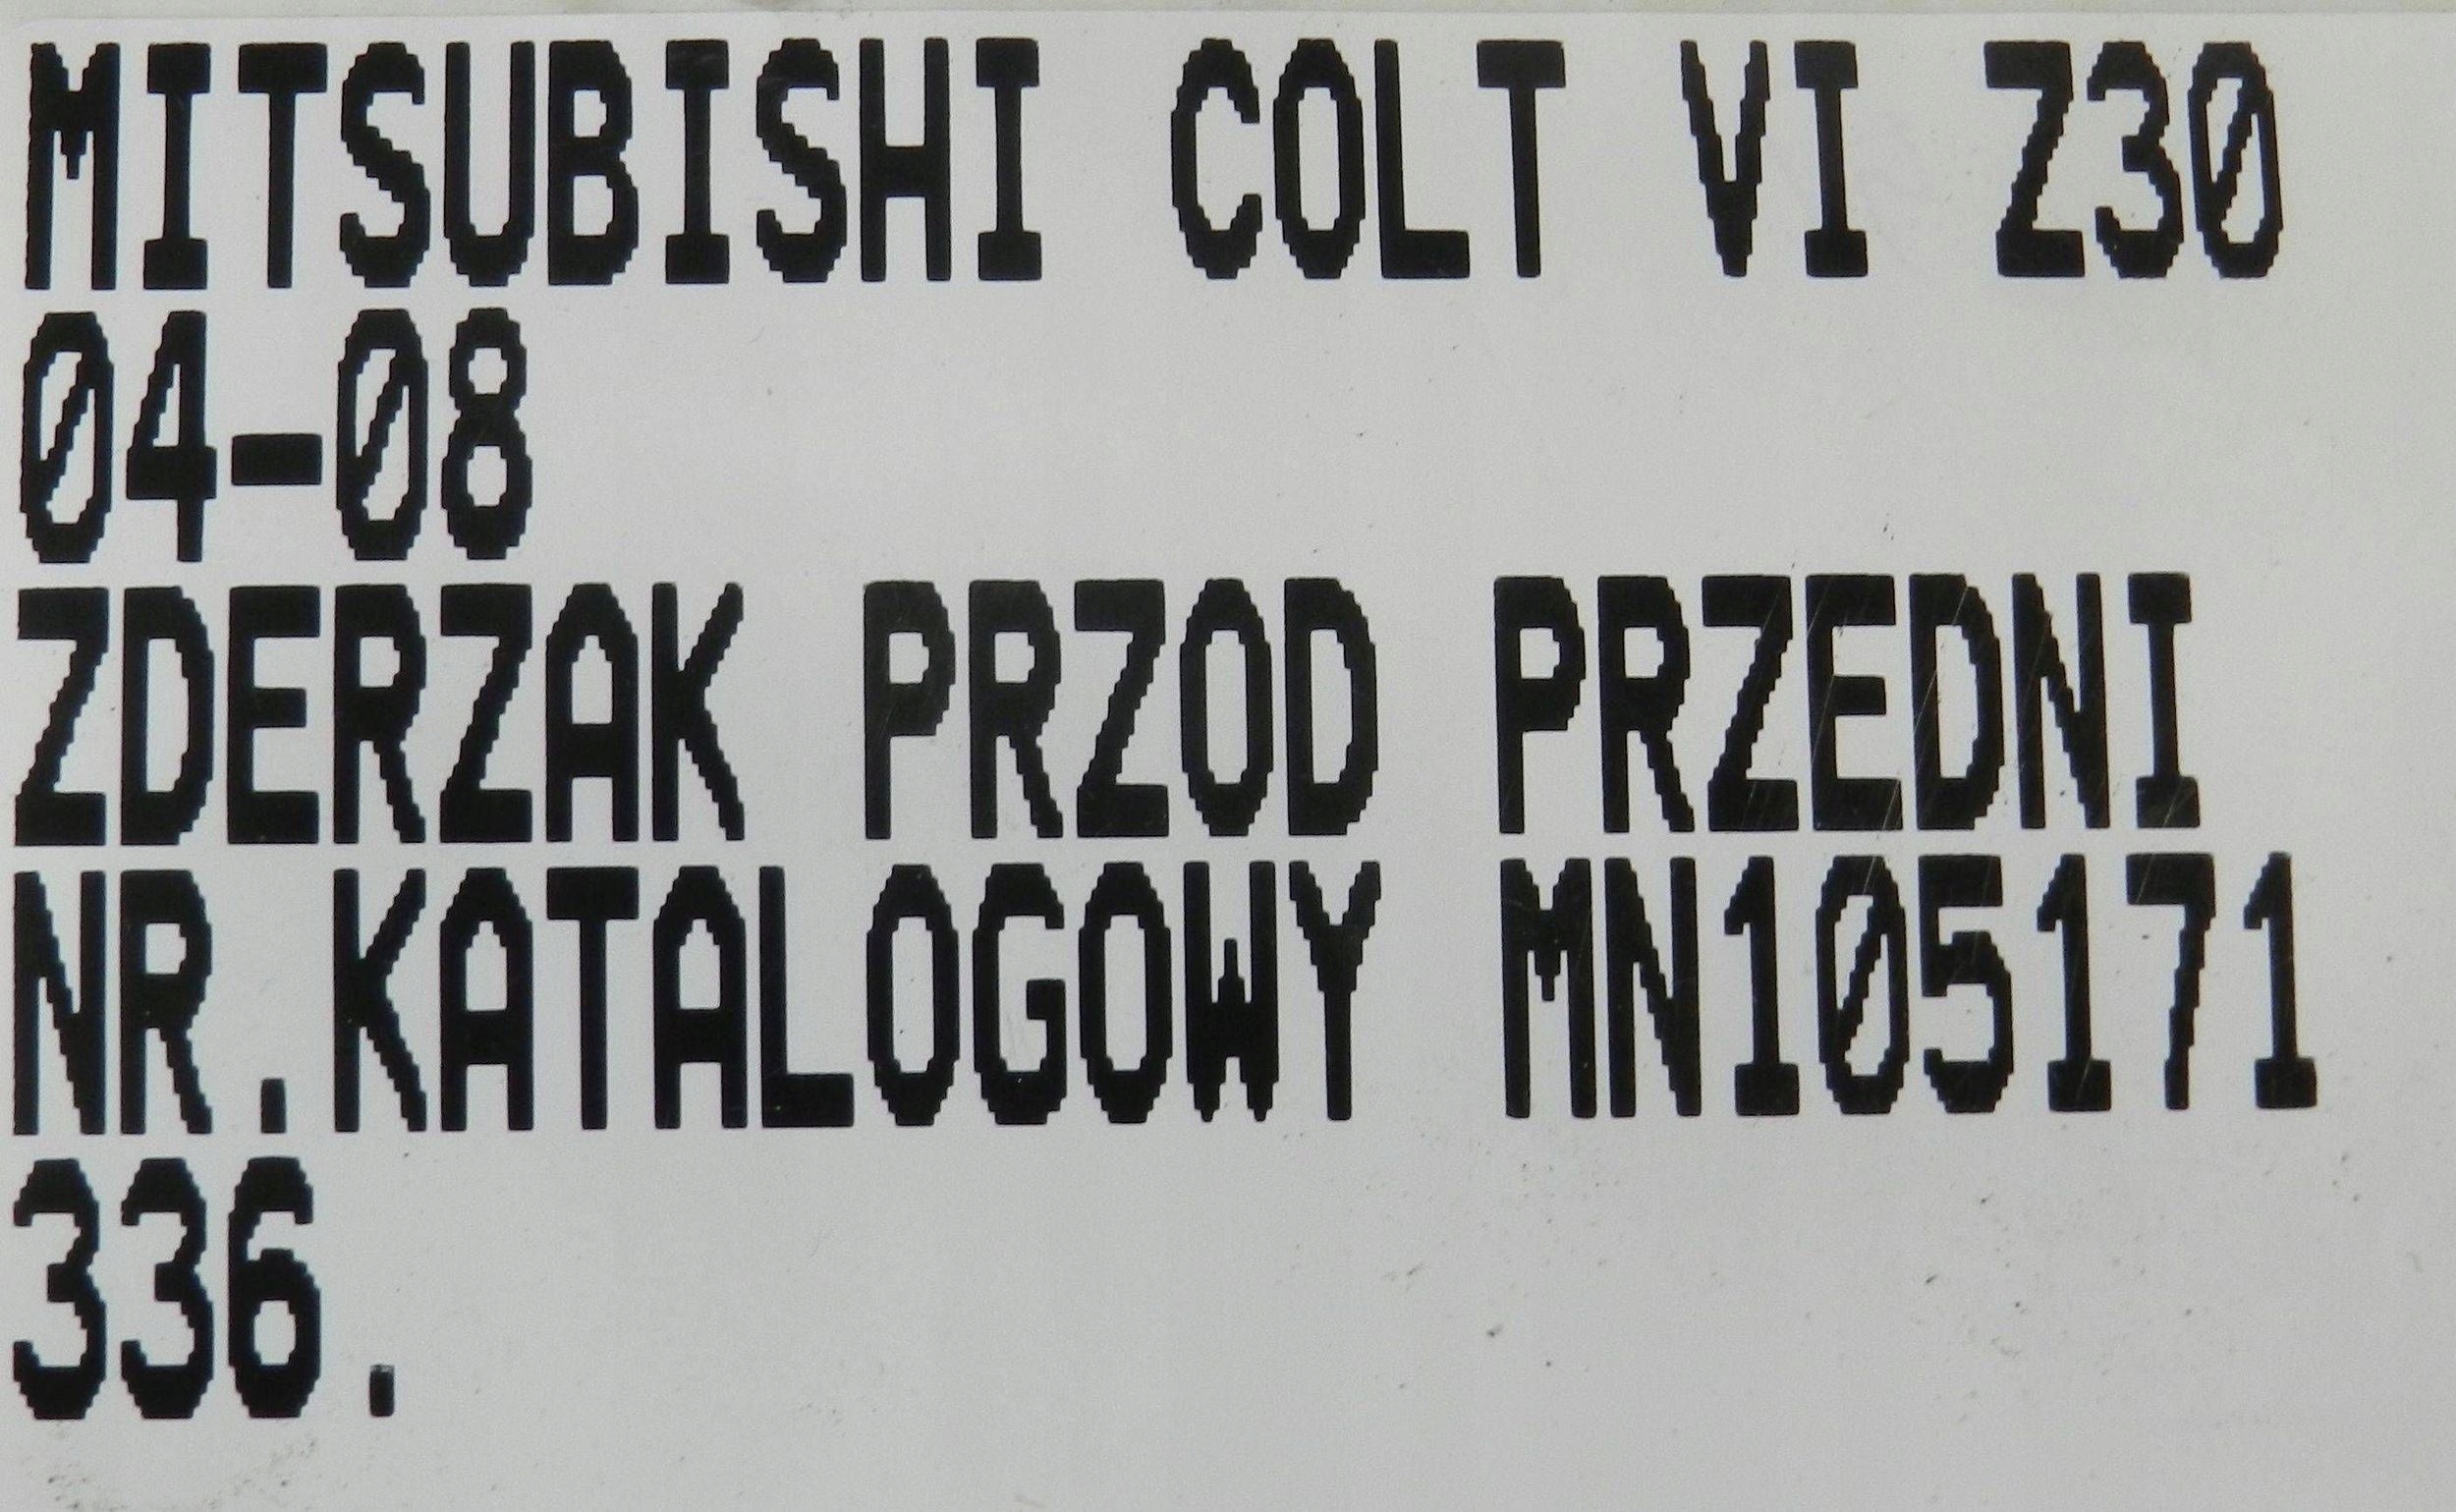 MITSUBISHI COLT VI Z30
04-08
ZDERZAK PRZOD PRZEDNI
NR.KATALOGOWY MN105171
336.